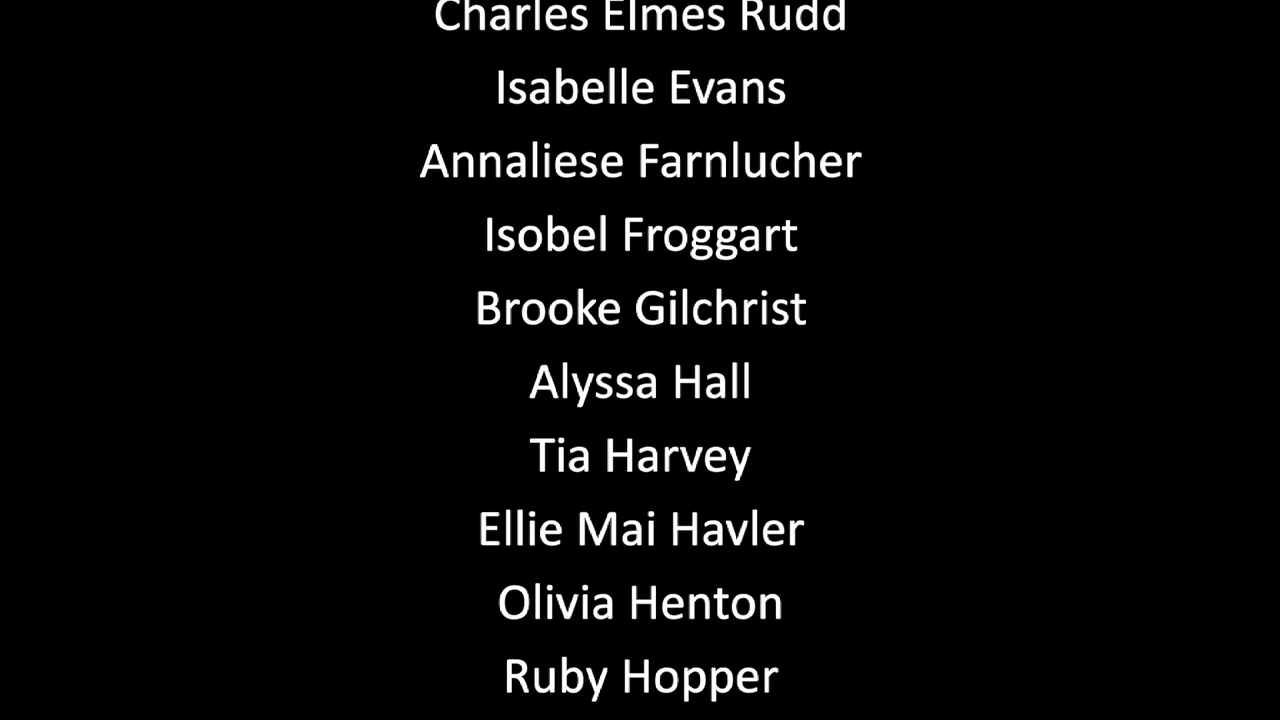 Charles Elmes Rudd
Isabelle Evans
Annaliese Farnlucher
Isobel Froggart
Brooke Gilchrist
Alyssa Hall
Tia Harvey
Ellie Mai Havler
Olivia Henton
Ruby Hopper